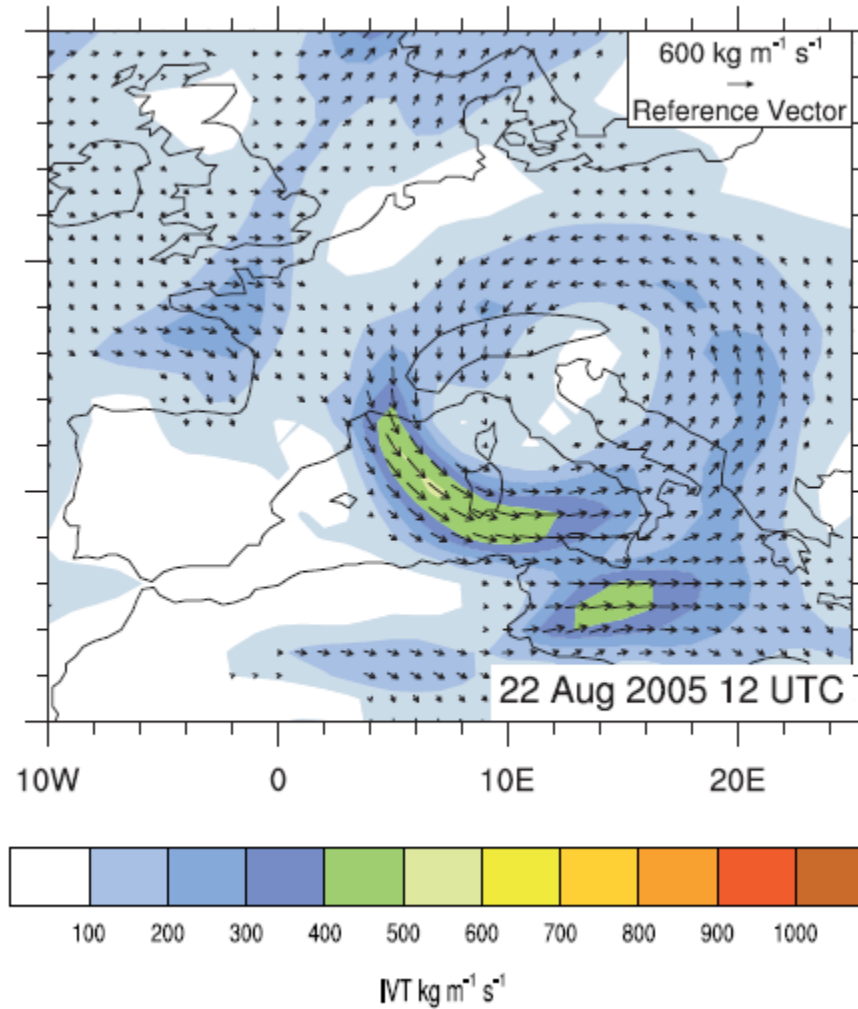 600 kg m⁻¹ s⁻¹
Reference Vector
22 Aug 2005 12 UTC
10W 0 10E 20E
100 200 300 400 500 600 700 800 900 1000
IVT kg m⁻¹ s⁻¹